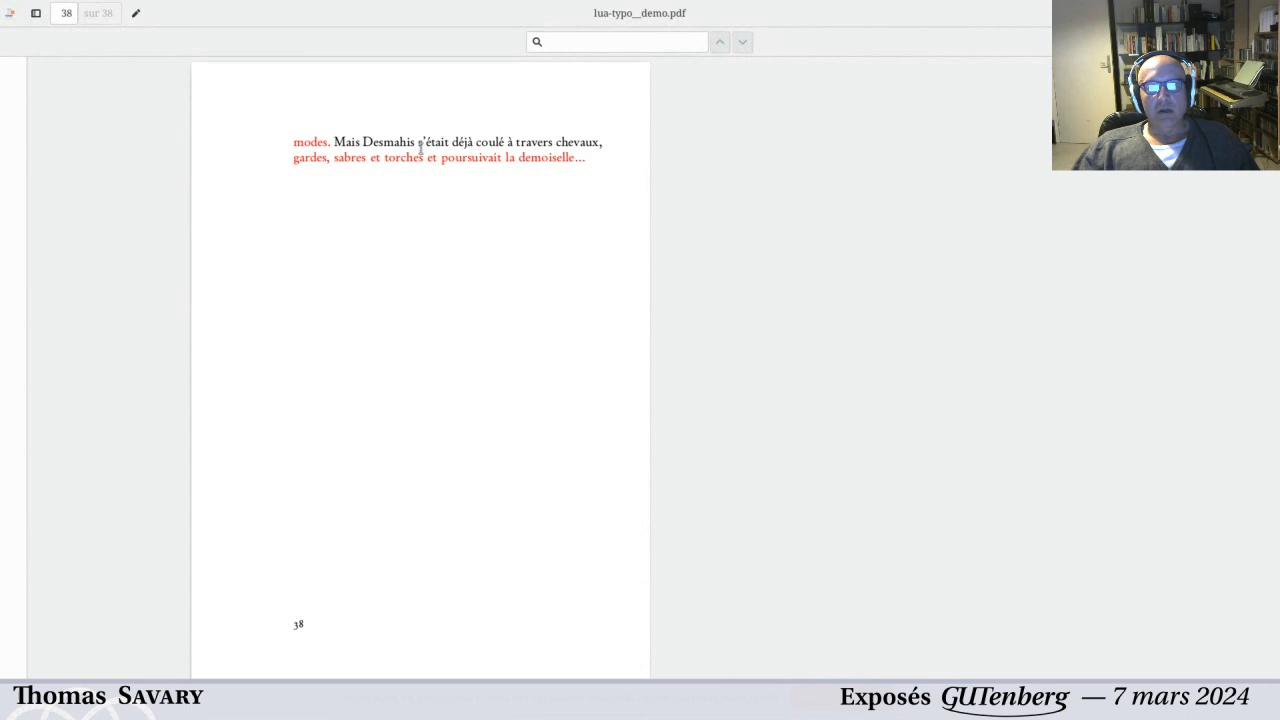 38 sur 38
lua-typo__demo.pdf
modes. Mais Desmahis s’était déjà coulé à travers chevaux,
gardes, sabres et torches et poursuivait la demoiselle…
38
Thomas SAVARY
Exposés GUTenberg — 7 mars 2024